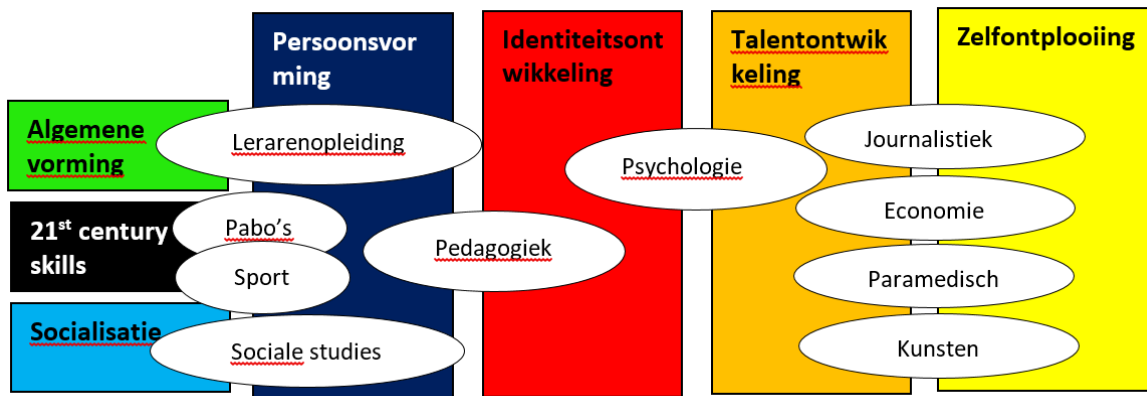 Persoonsvor
ming
Identiteitsont
wikkeling
Talentontwik
keling
Zelfontplooiing
Algemene
vorming
Lerarenopleiding
Journalistiek
Psychologie
21st century
skills
Pabo's
Economie
Pedagogiek
Sport
Paramedisch
Socialisatie
Sociale studies
Kunsten